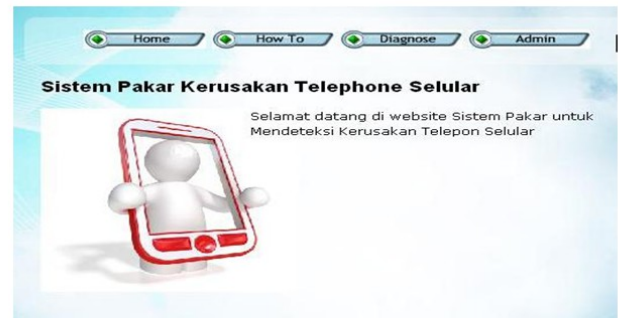 Home How To Diagnose Admin
Sistem Pakar Kerusakan Telephone Selular
Selamat datang di website Sistem Pakar untuk
Mendeteksi Kerusakan Telepon Selular